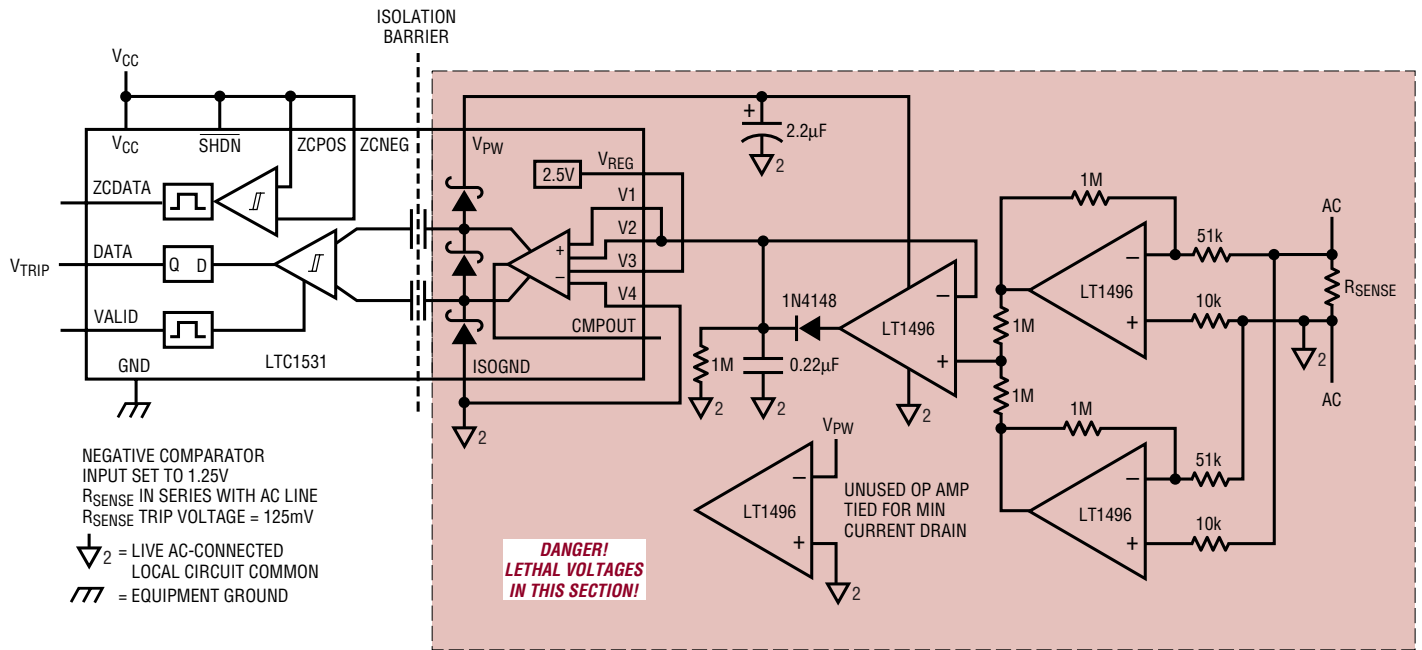 ISOLATION
BARRIER
VCC
VCC
SHDN
ZCPOS
ZCNEG
VPW
+
2.2µF
2
2.5V
VREG
ZCDATA
V1
V2
V3
V4
+
−
DATA
VTRIP
Q D
VALID
CMPOUT
GND
LTC1531
ISOGND
2
1M
2
0.22µF
2
1N4148
−
LT1496
+
2
1M
−
51k
AC
LT1496
RSENSE
1M
+
10k
2
AC
1M
1M
−
51k
LT1496
+
10k
VPW
−
LT1496
+
2
UNUSED OP AMP
TIED FOR MIN
CURRENT DRAIN
DANGER!
LETHAL VOLTAGES
IN THIS SECTION!
NEGATIVE COMPARATOR
INPUT SET TO 1.25V
RSENSE IN SERIES WITH AC LINE
RSENSE TRIP VOLTAGE = 125mV
2 = LIVE AC-CONNECTED
LOCAL CIRCUIT COMMON
= EQUIPMENT GROUND